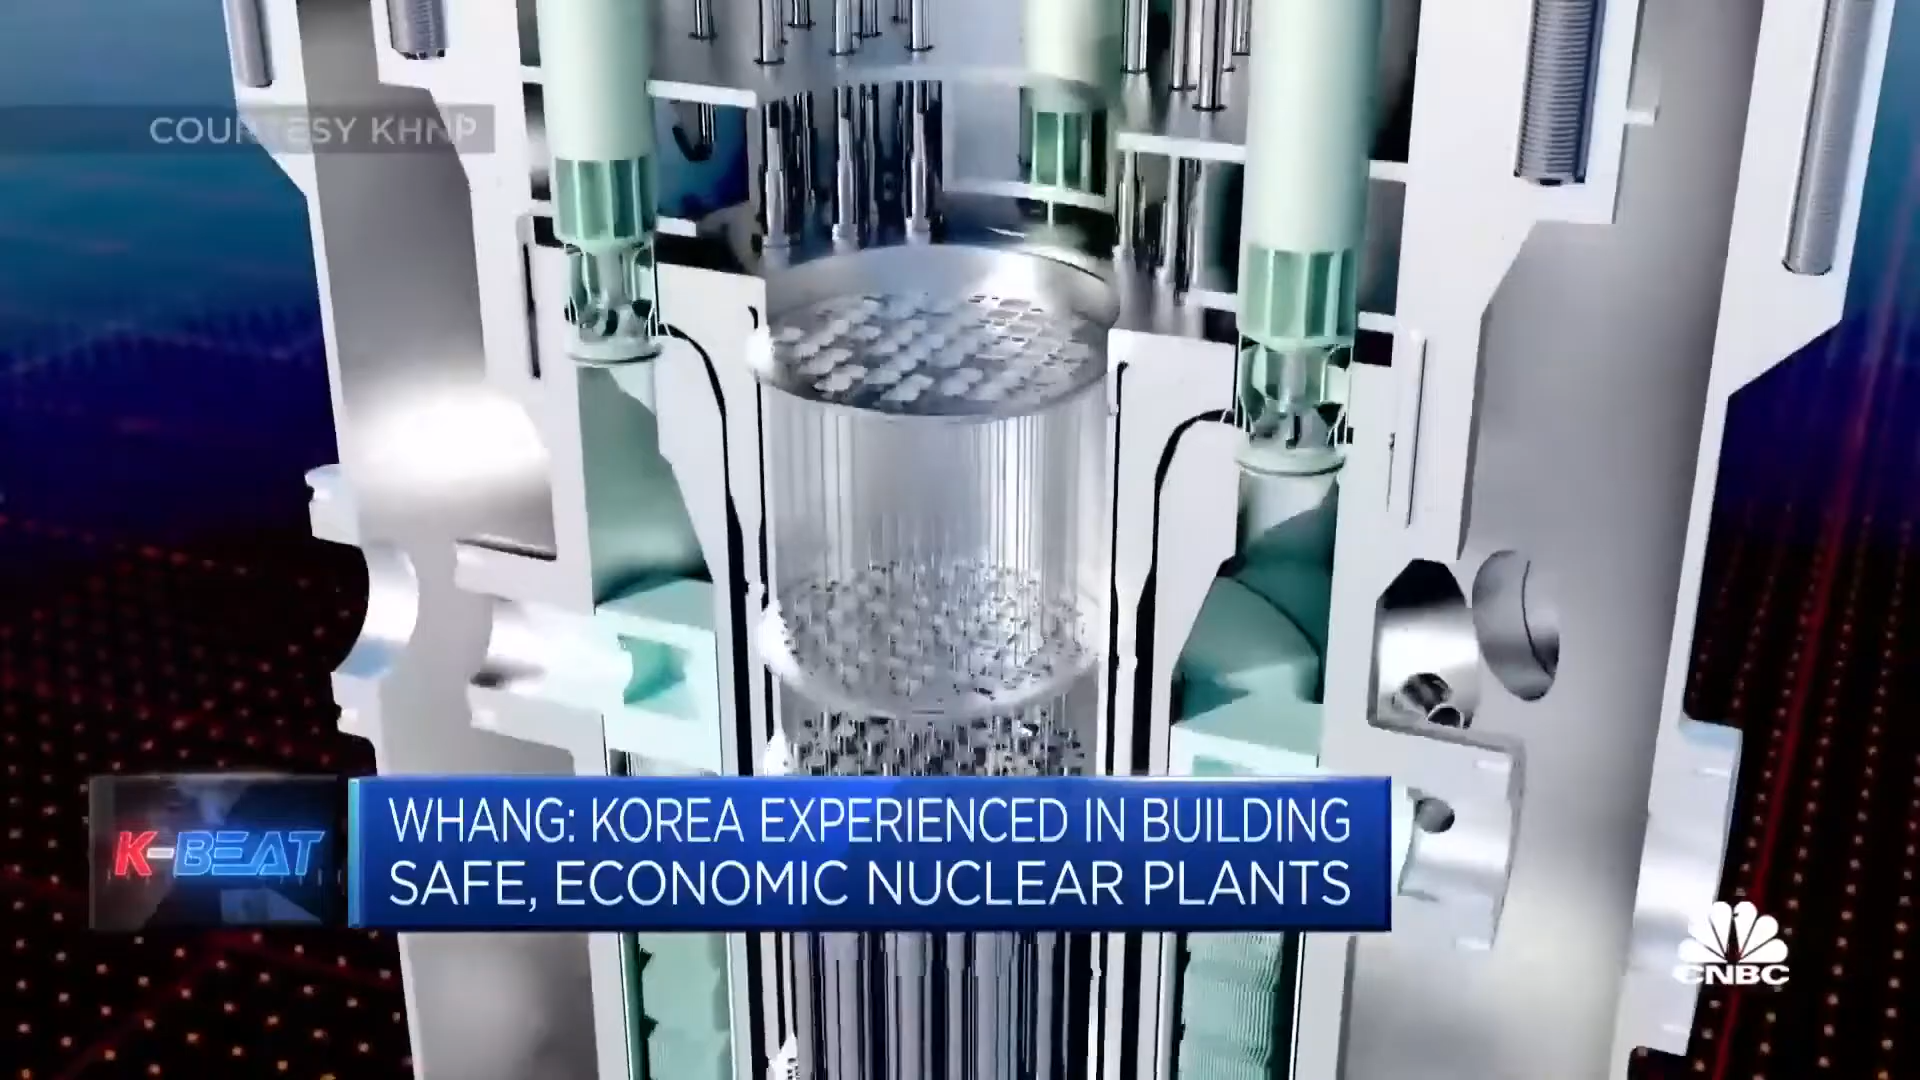 COURTESY KHNP
WHANG: KOREA EXPERIENCED IN BUILDING
SAFE, ECONOMIC NUCLEAR PLANTS
K-BEAT
CNBC